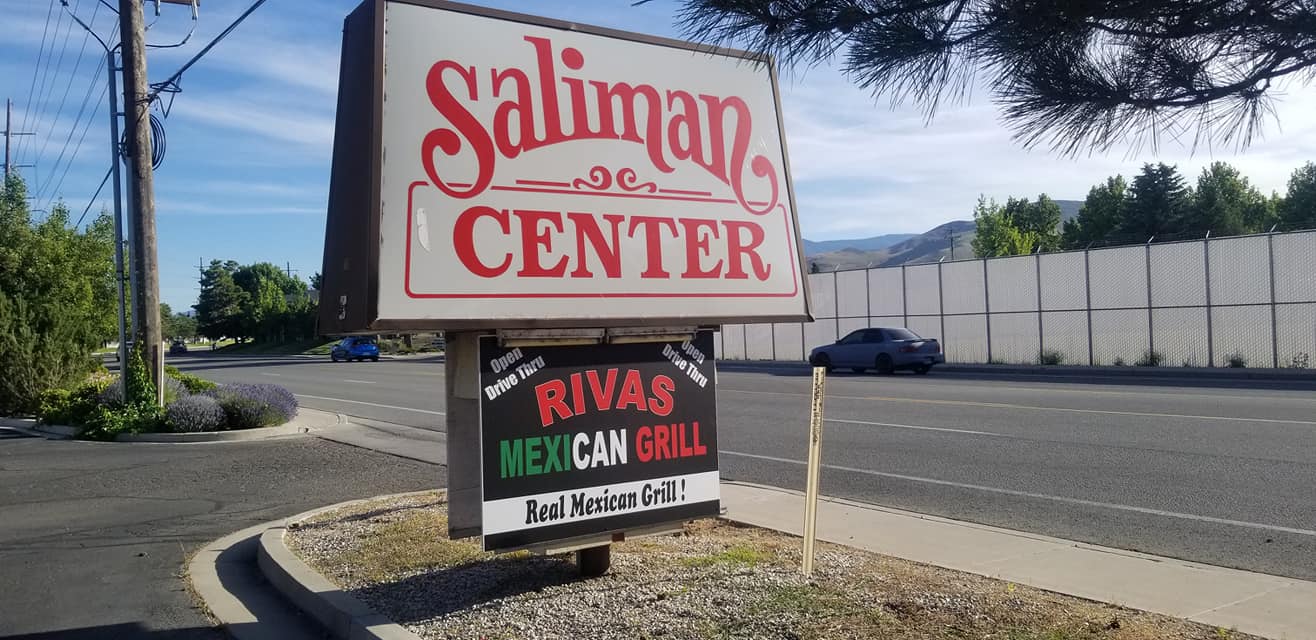 Saliman
CENTER
Open
Drive Thru
Open
Drive Thru
RIVAS
MEXICAN GRILL
Real Mexican Grill !